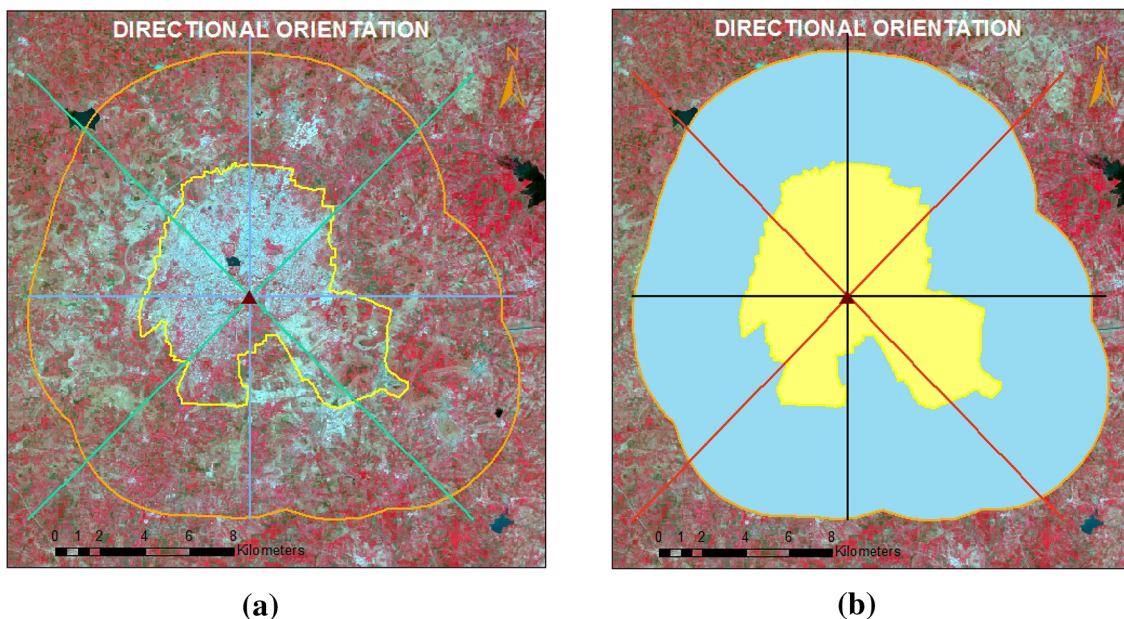 DIRECTIONAL ORIENTATION
N
0 1 2 4 6 8
Kilometers
(a)
DIRECTIONAL ORIENTATION
N
0 1 2 4 6 8
Kilometers
(b)